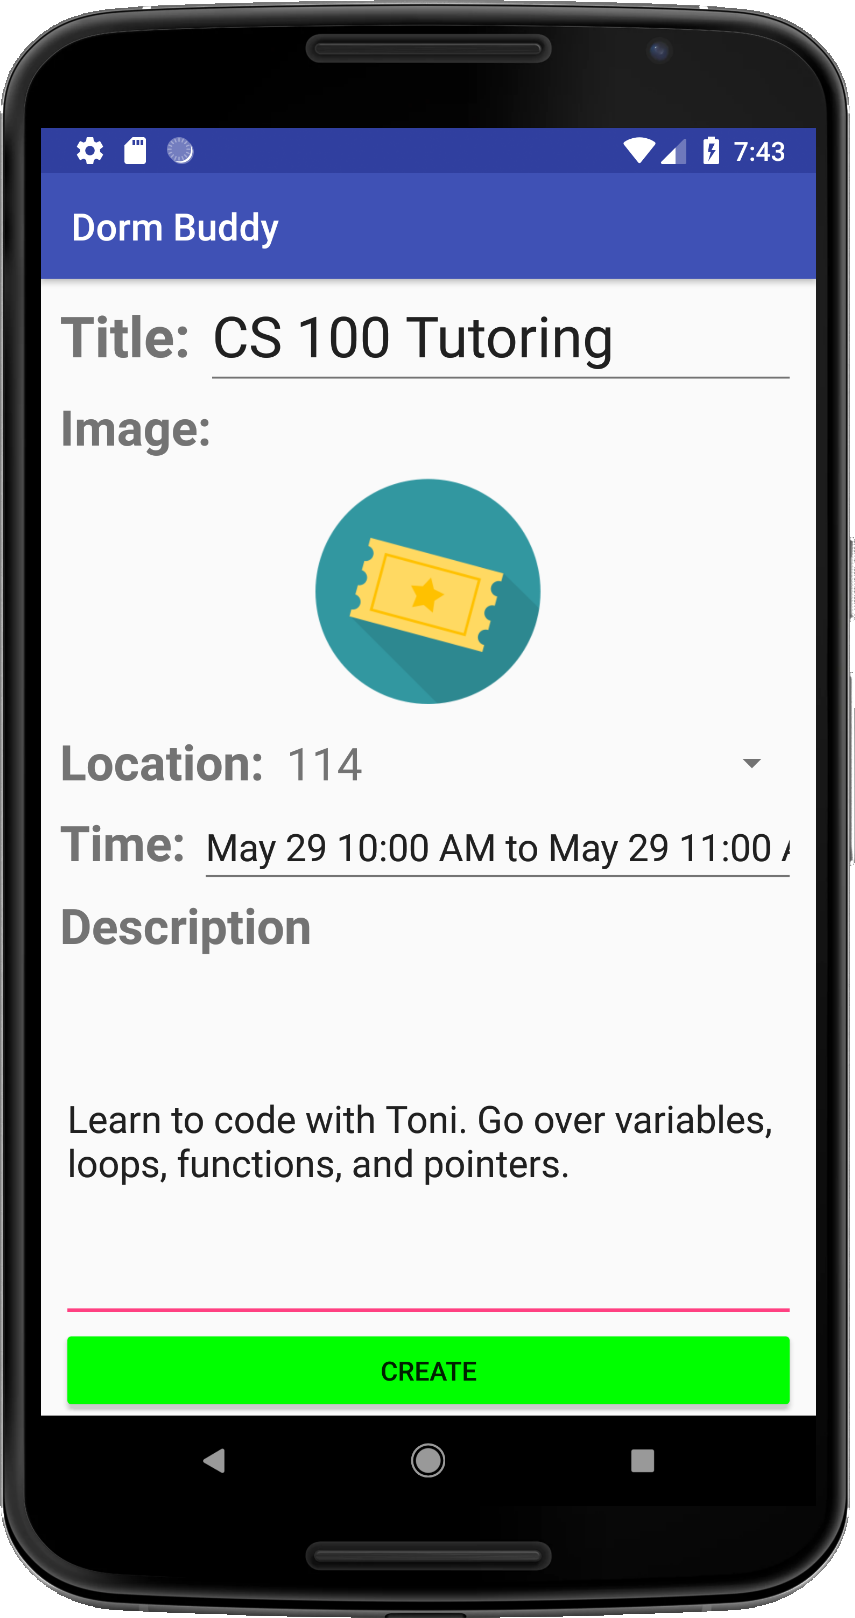 7:43
Dorm Buddy
Title: CS 100 Tutoring
Image:
Location: 114
Time: May 29 10:00 AM to May 29 11:00
Description
Learn to code with Toni. Go over variables,
loops, functions, and pointers.
CREATE